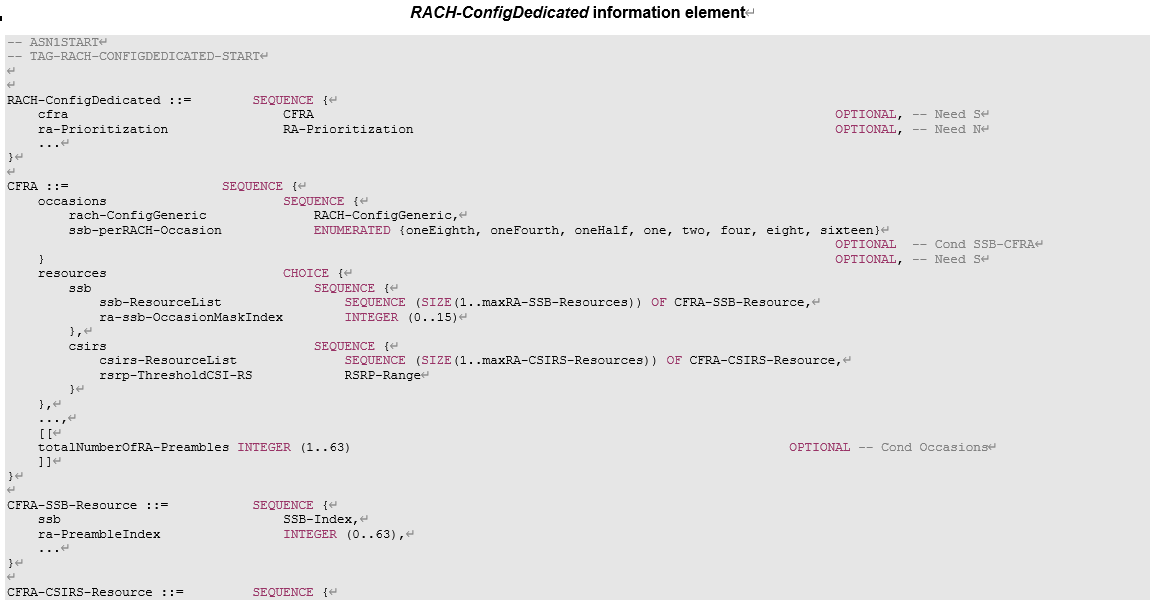 RACH-ConfigDedicated information element↵
-- ASN1START↵
-- TAG-RACH-CONFIGDEDICATED-START↵
↵
↵
RACH-ConfigDedicated ::=        SEQUENCE {↵
    cfra                            CFRA                                                                    OPTIONAL, -- Need S↵
    ra-Prioritization               RA-Prioritization                                                       OPTIONAL, -- Need N↵
    ...↵
}↵
↵
CFRA ::=                    SEQUENCE {↵
    occasions                       SEQUENCE {↵
        rach-ConfigGeneric              RACH-ConfigGeneric,↵
        ssb-perRACH-Occasion            ENUMERATED {oneEighth, oneFourth, oneHalf, one, two, four, eight, sixteen}↵
                                                                                                            OPTIONAL  -- Cond SSB-CFRA↵
    }                                                                                                       OPTIONAL, -- Need S↵
    resources                       CHOICE {↵
        ssb                             SEQUENCE {↵
            ssb-ResourceList                SEQUENCE (SIZE(1..maxRA-SSB-Resources)) OF CFRA-SSB-Resource,↵
            ra-ssb-OccasionMaskIndex        INTEGER (0..15)↵
        },↵
        csirs                           SEQUENCE {↵
            csirs-ResourceList              SEQUENCE (SIZE(1..maxRA-CSIRS-Resources)) OF CFRA-CSIRS-Resource,↵
            rsrp-ThresholdCSI-RS            RSRP-Range↵
        }↵
    },↵
    ...,↵
    [[↵
    totalNumberOfRA-Preambles INTEGER (1..63)                                                         OPTIONAL -- Cond Occasions↵
    ]]↵
}↵
↵
CFRA-SSB-Resource ::=           SEQUENCE {↵
    ssb                             SSB-Index,↵
    ra-PreambleIndex                INTEGER (0..63),↵
    ...↵
}↵
↵
CFRA-CSIRS-Resource ::=         SEQUENCE {↵